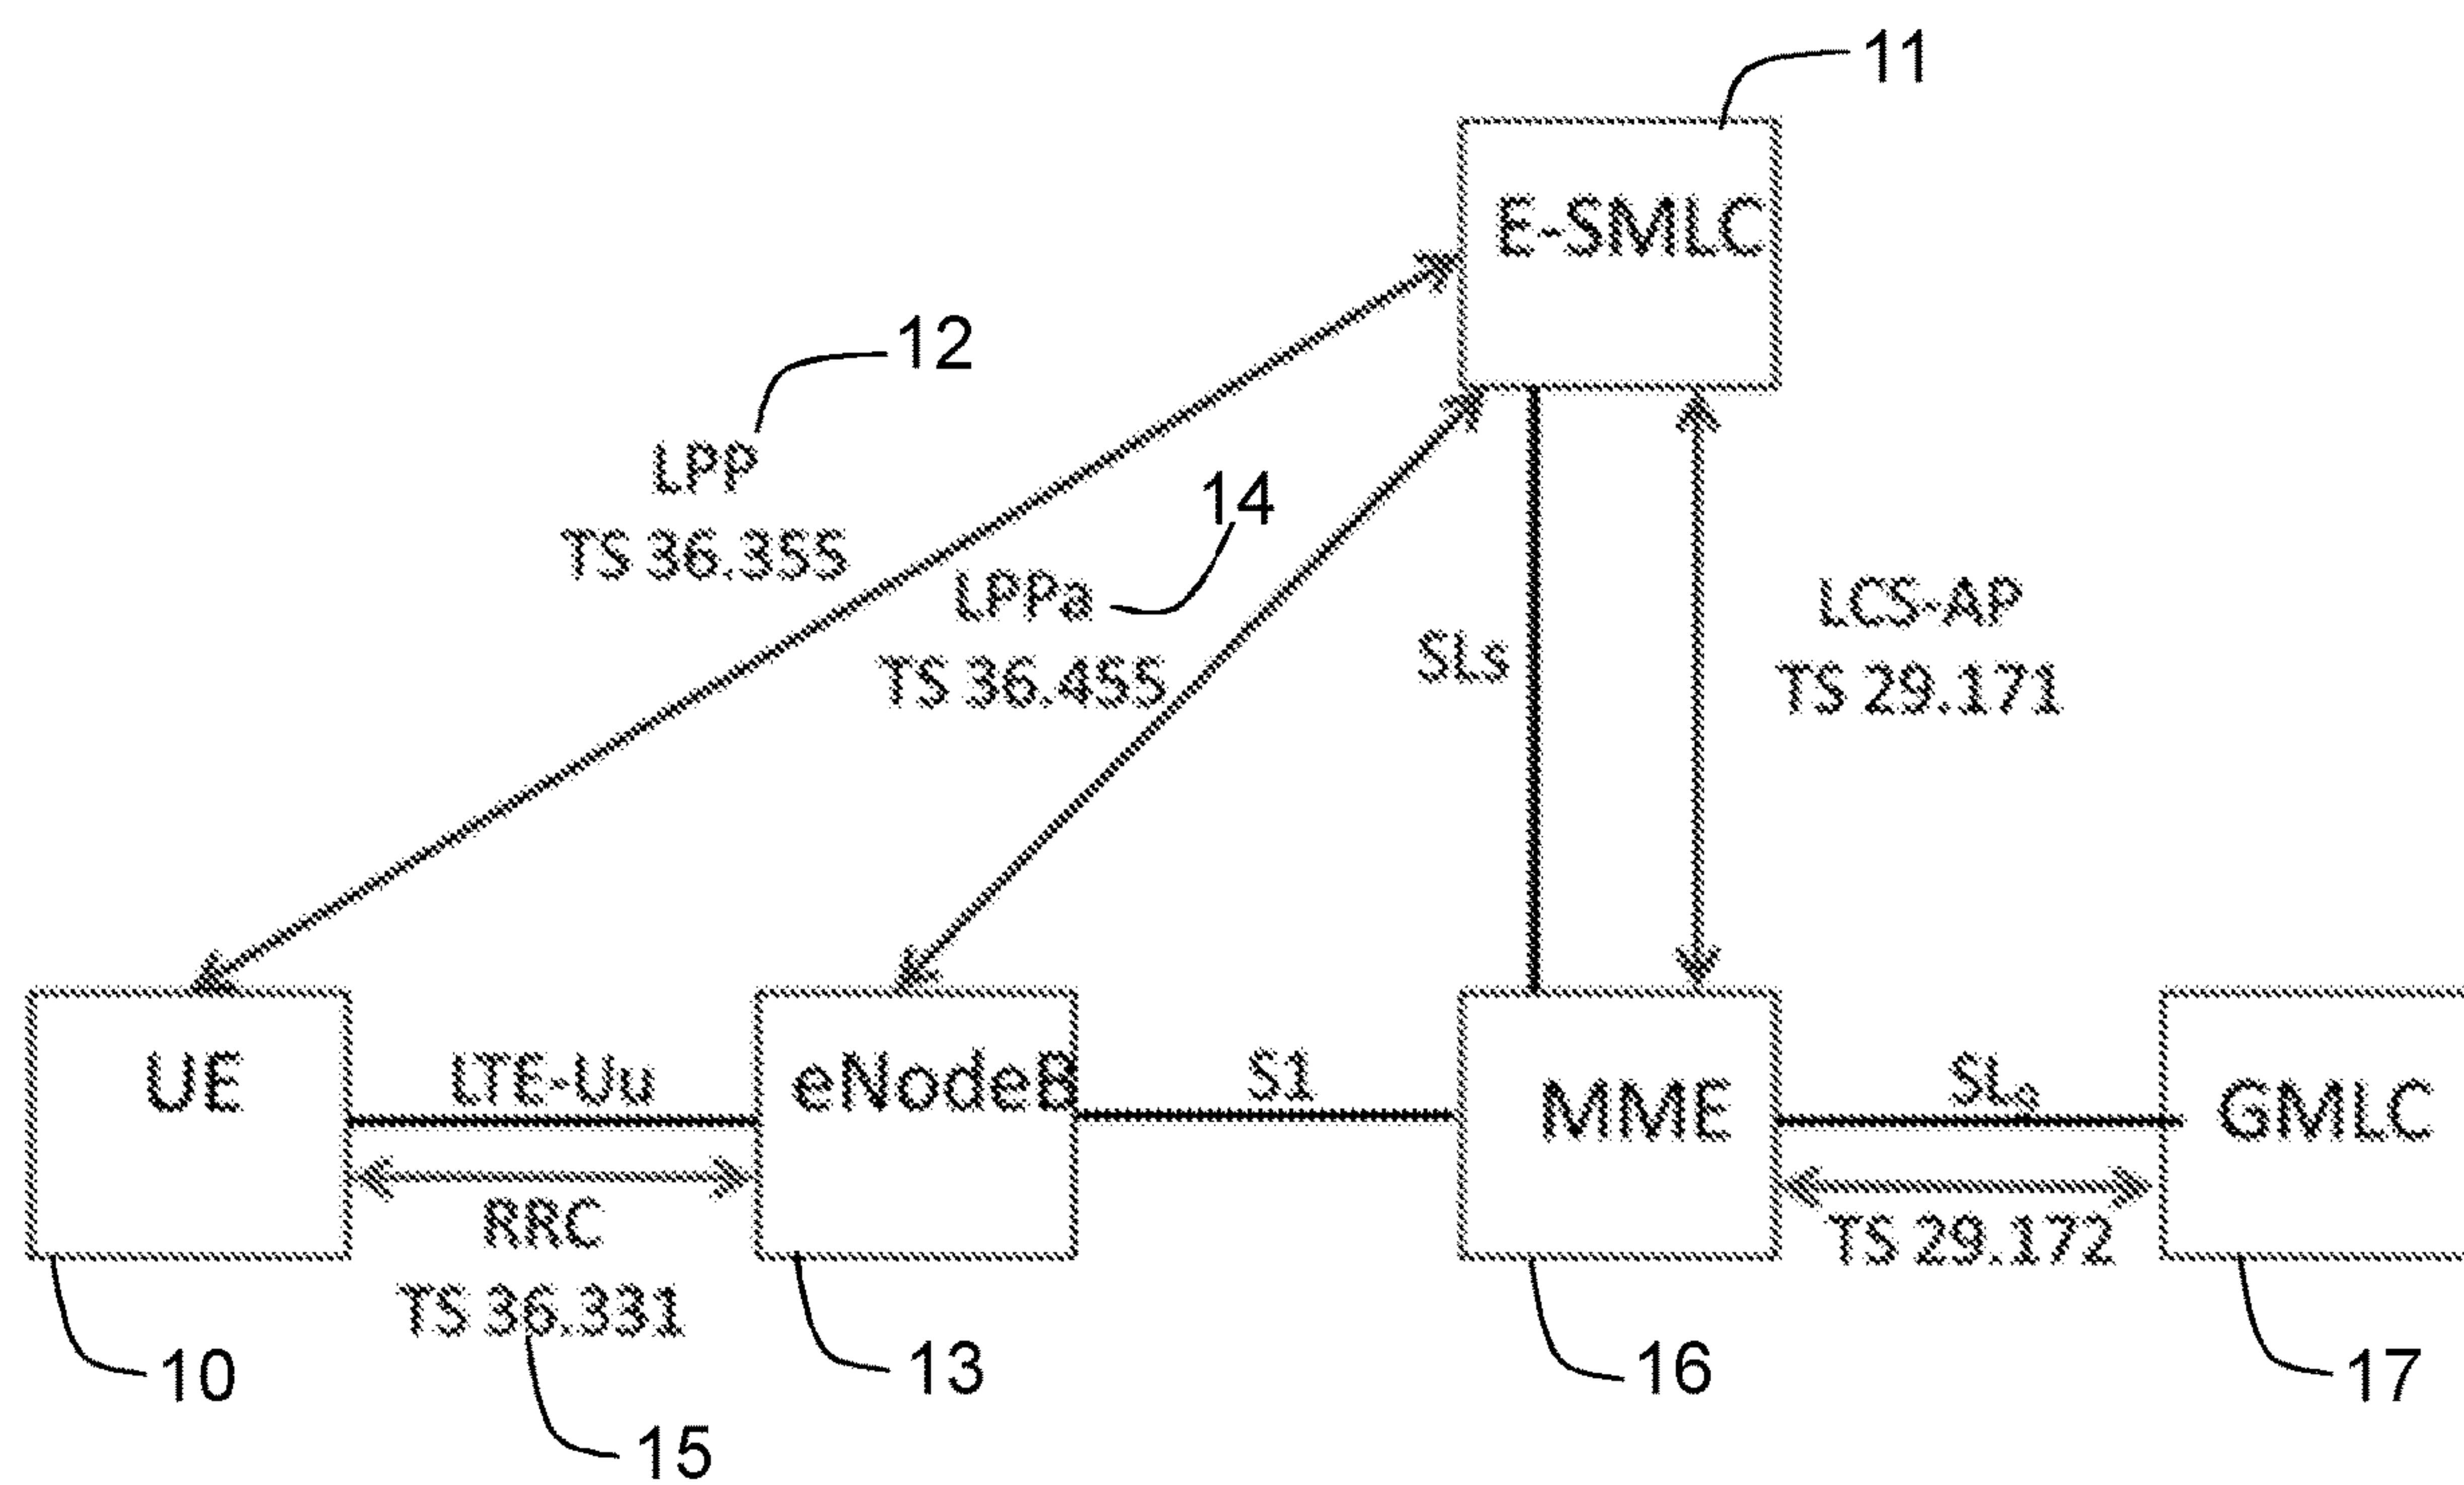 11
E-SMLC
12
LPP
TS 36.355
14
LPPa
TS 36.455
SLs
LCS-AP
TS 29.171
UE
LTE-Uu
eNodeB
S1
MME
SLg
GMLC
RRC
TS 36.331
TS 29.172
10
13
16
17
15